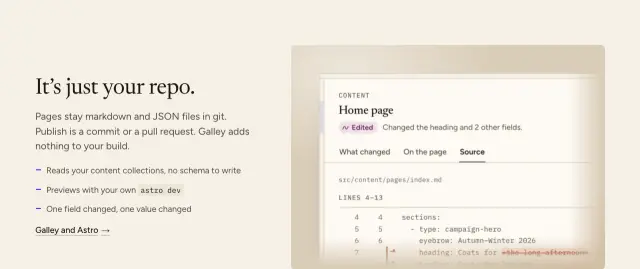 It's just your repo.
Pages stay markdown and JSON files in git.
Publish is a commit or a pull request. Galley adds
nothing to your build.
– Reads your content collections, no schema to write
– Previews with your own astro dev
– One field changed, one value changed
Galley and Astro →
CONTENT
Home page
Edited Changed the heading and 2 other fields.
What changed On the page Source
src/content/pages/index.md
LINES 4–13
4 4 sections:
5 5 - type: campaign-hero
6 6 eyebrow: Autumn-Winter 2026
7 heading: Coats for